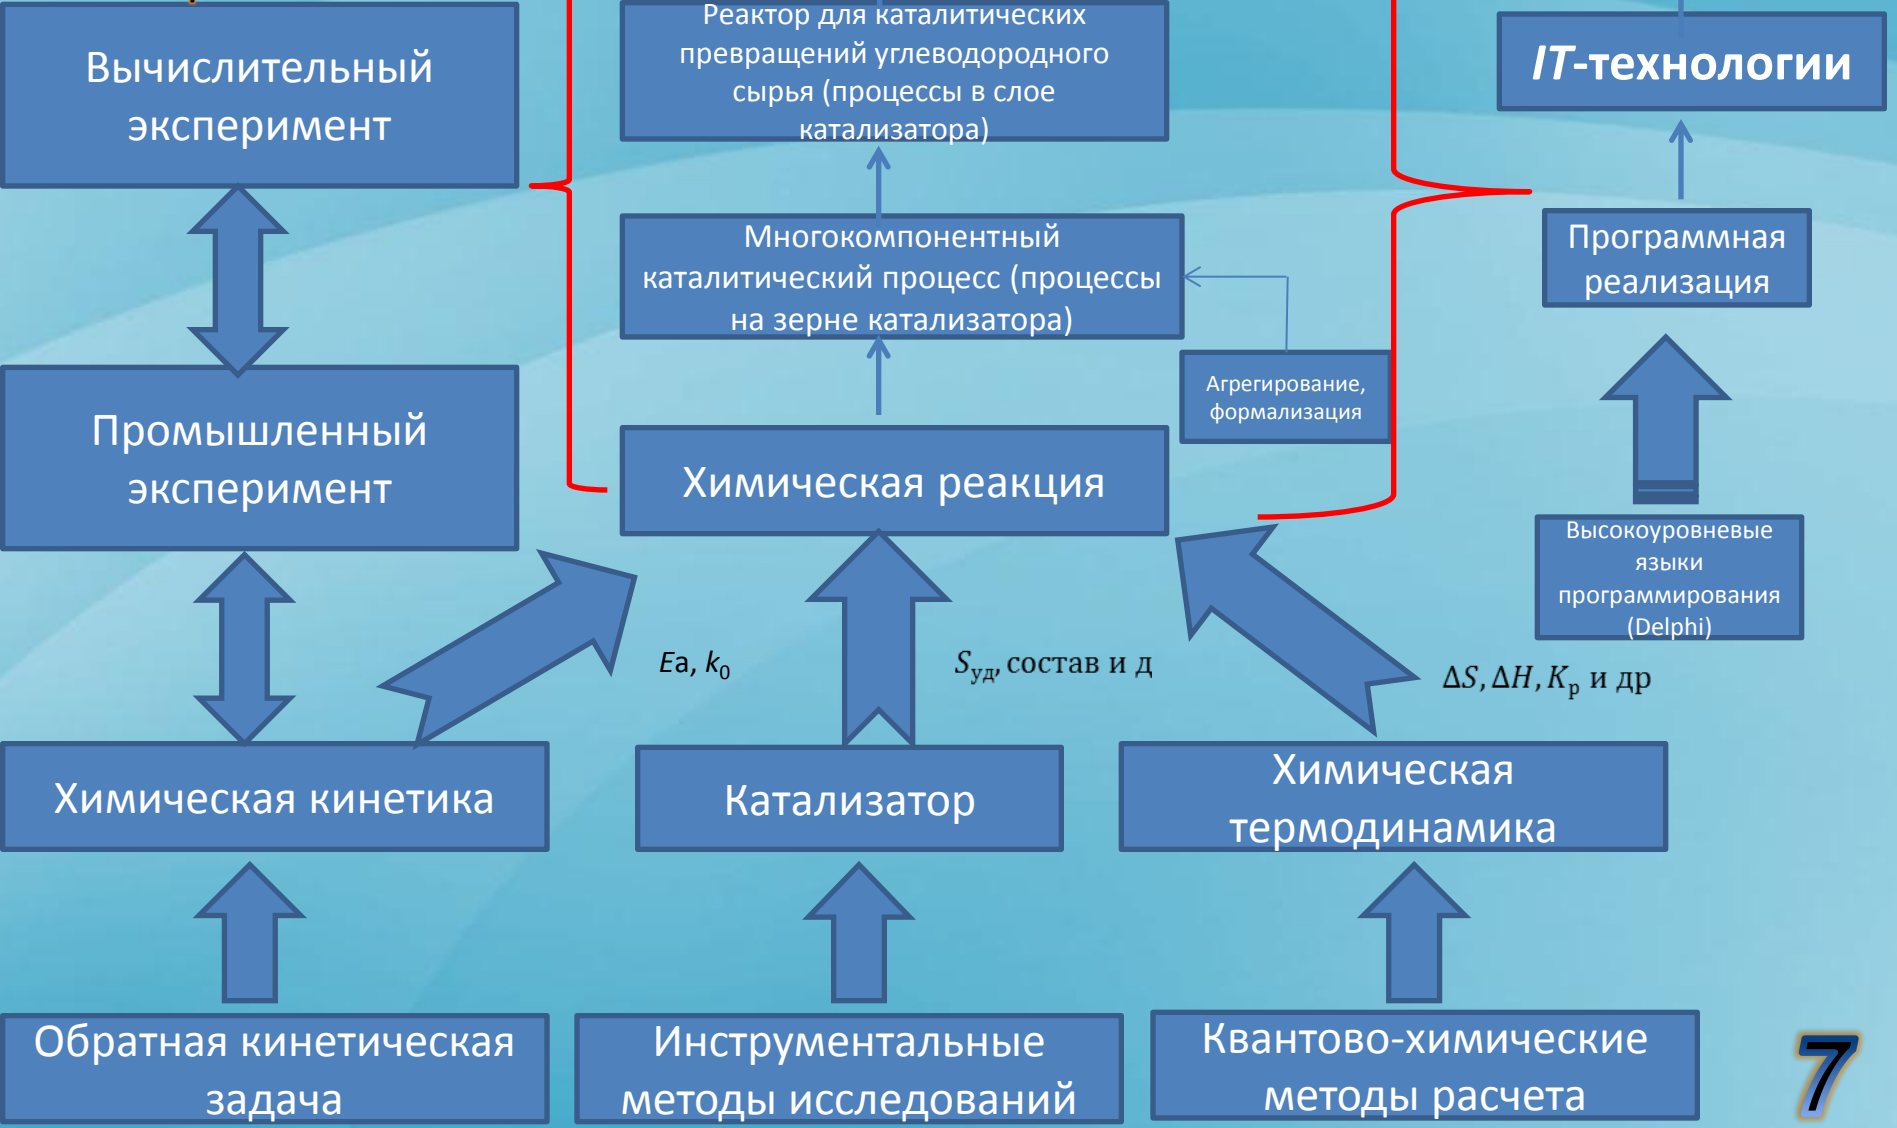 Вычислительный
эксперимент
Реактор для каталитических
превращений углеводородного
сырья (процессы в слое
катализатора)
IT-технологии
Многокомпонентный
каталитический процесс (процессы
на зерне катализатора)
Программная
реализация
Агрегирование,
формализация
Промышленный
эксперимент
Химическая реакция
Высокоуровневые
языки
программирования
(Delphi)
Eа, k₀
Sуд, состав и д
ΔS, ΔH, Kр и др
Химическая кинетика
Катализатор
Химическая
термодинамика
Обратная кинетическая
задача
Инструментальные
методы исследований
Квантово-химические
методы расчета
7